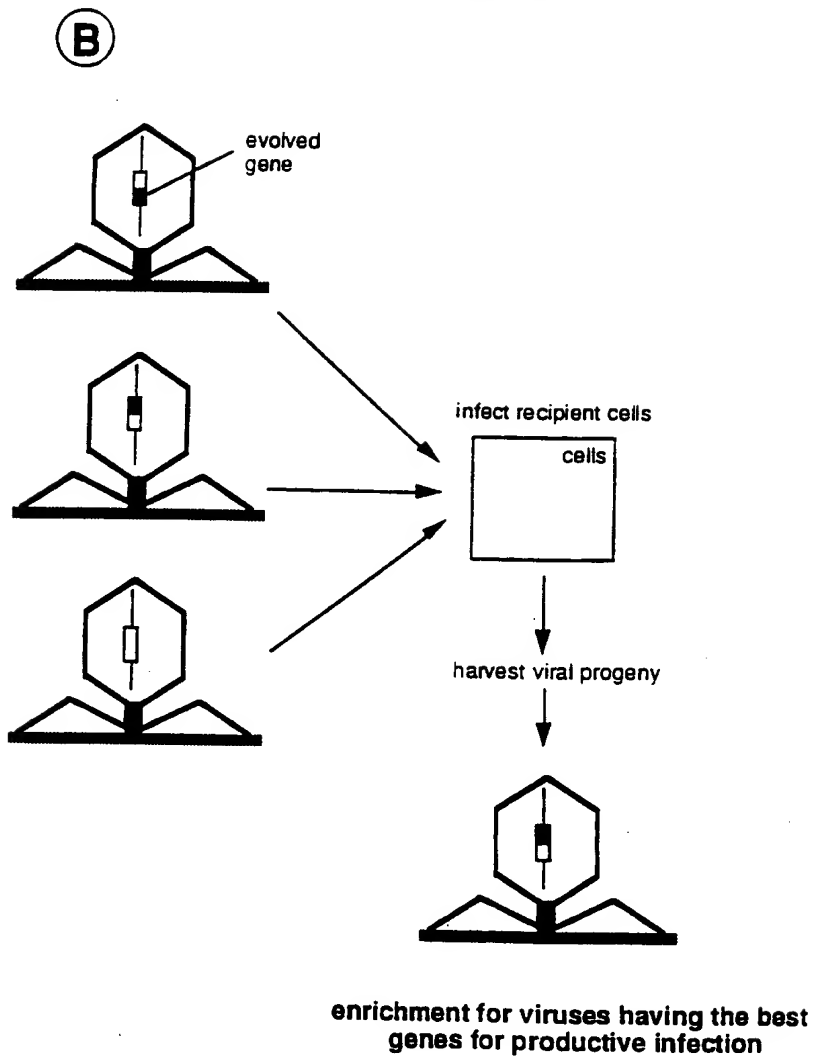 B
evolved
gene
infect recipient cells
cells
harvest viral progeny
enrichment for viruses having the best
genes for productive infection